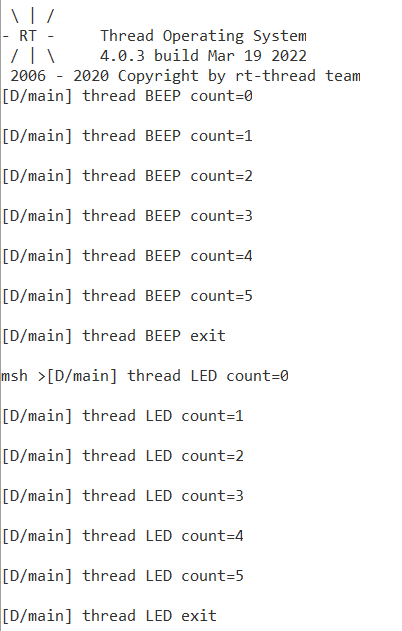 \ | /
- RT -     Thread Operating System
 / | \     4.0.3 build Mar 19 2022
 2006 - 2020 Copyright by rt-thread team
[D/main] thread BEEP count=0
[D/main] thread BEEP count=1
[D/main] thread BEEP count=2
[D/main] thread BEEP count=3
[D/main] thread BEEP count=4
[D/main] thread BEEP count=5
[D/main] thread BEEP exit
msh >[D/main] thread LED count=0
[D/main] thread LED count=1
[D/main] thread LED count=2
[D/main] thread LED count=3
[D/main] thread LED count=4
[D/main] thread LED count=5
[D/main] thread LED exit